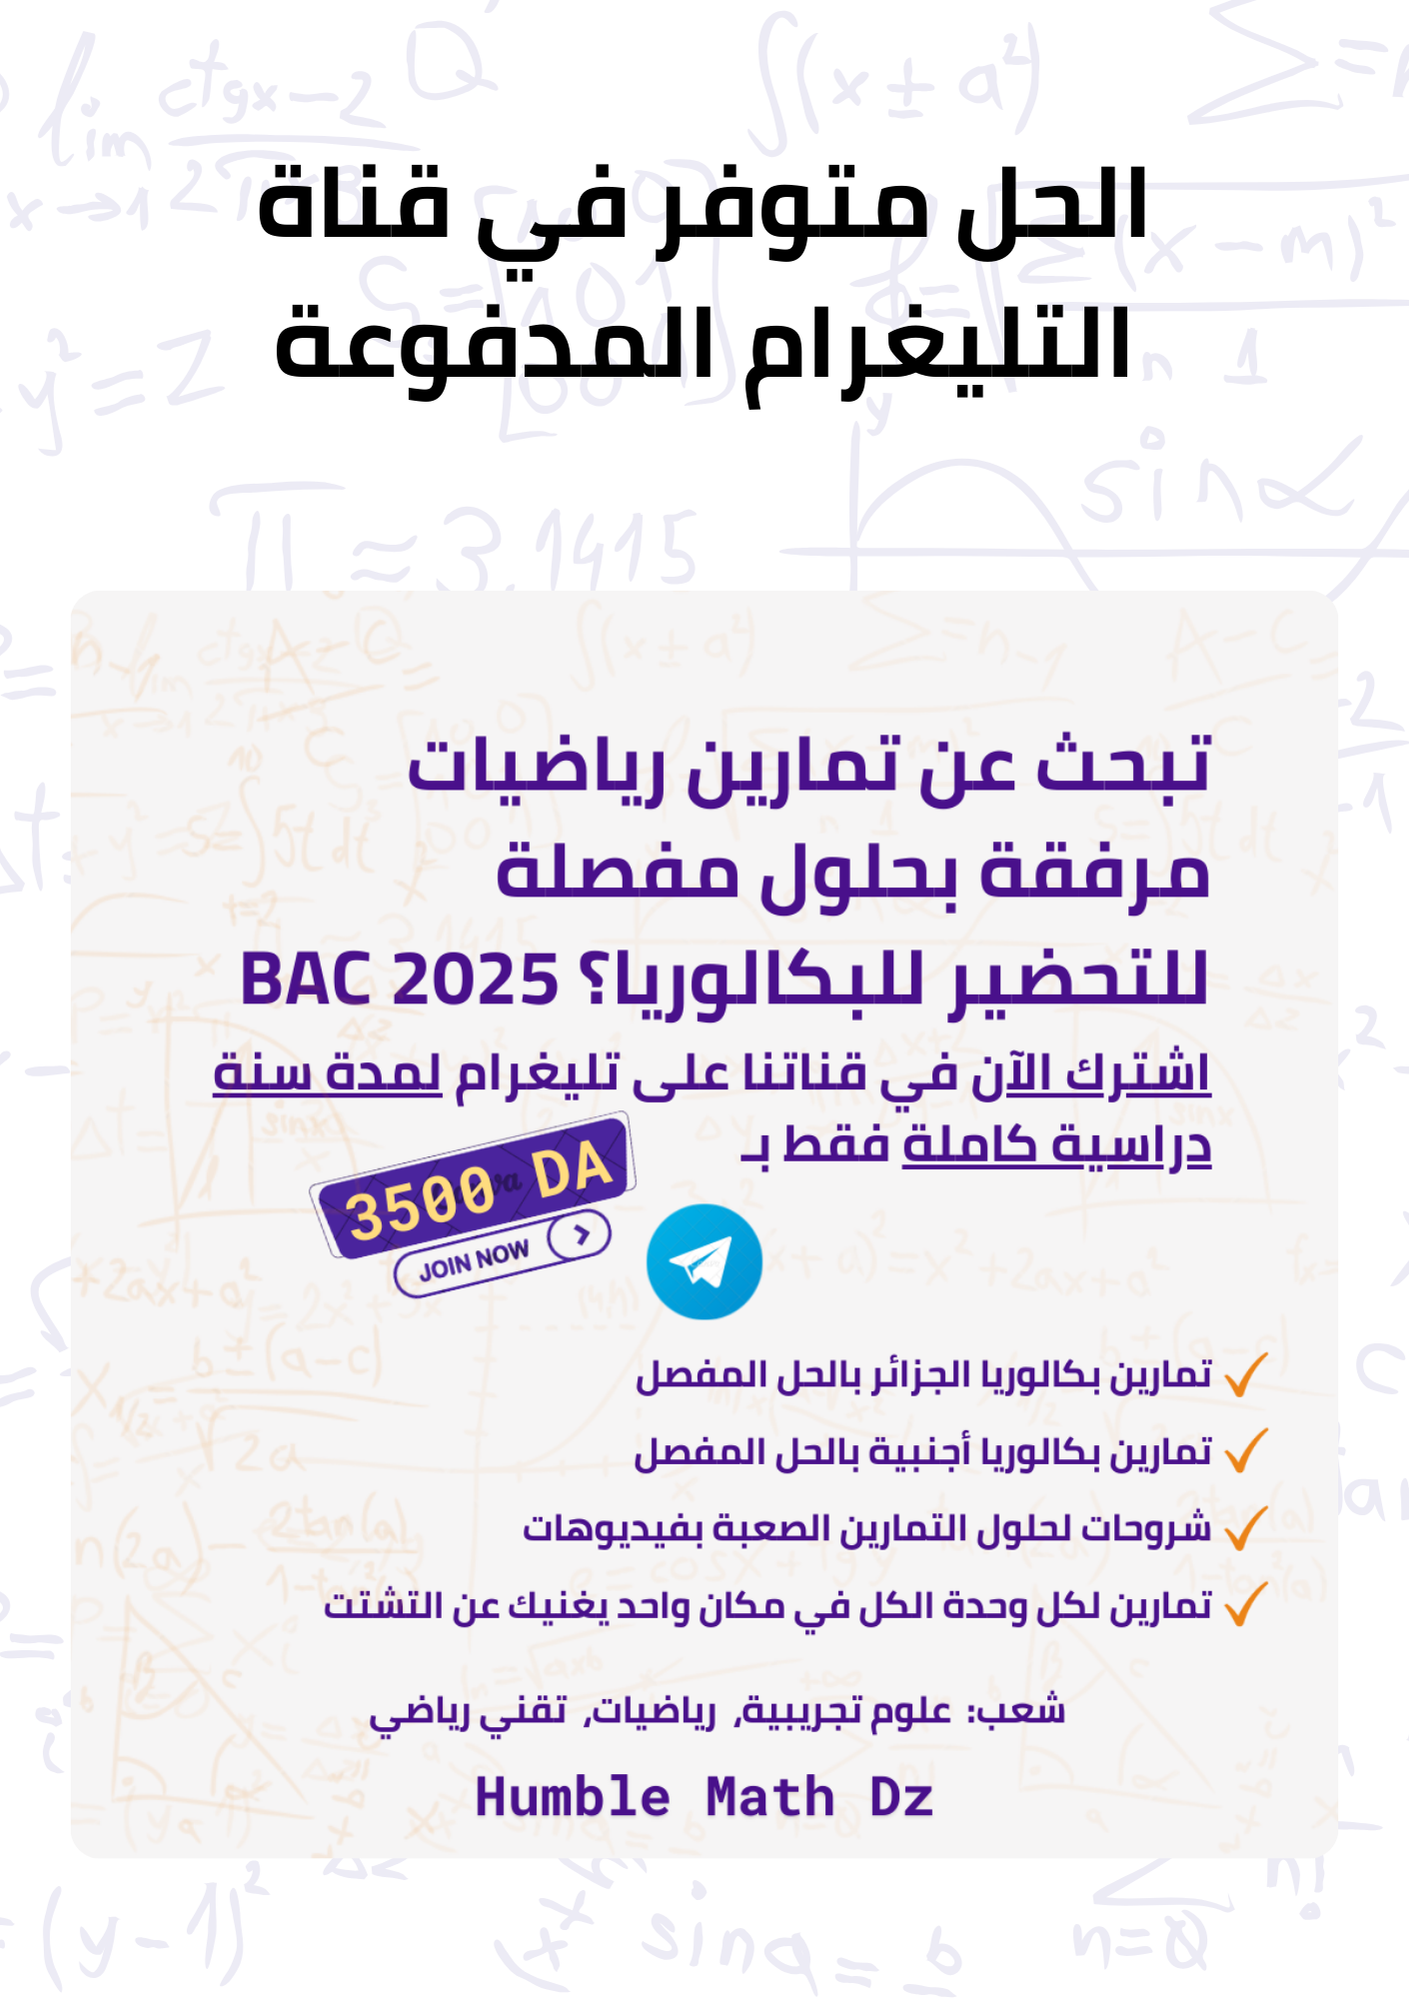 الحل متوفر في قناة
التليغرام المدفوعة
تبحث عن تمارين رياضيات
مرفقة بحلول مفصلة
للتحضير للبكالوريا؟ BAC 2025
اشترك الآن في قناتنا على تليغرام لمدة سنة
دراسية كاملة فقط بـ
3500 DA
JOIN NOW
تمارين بكالوريا الجزائر بالحل المفصل
تمارين بكالوريا أجنبية بالحل المفصل
شروحات لحلول التمارين الصعبة بفيديوهات
تمارين لكل وحدة الكل في مكان واحد يغنيك عن التشتت
شعب: علوم تجريبية، رياضيات، تقني رياضي
Humble Math Dz